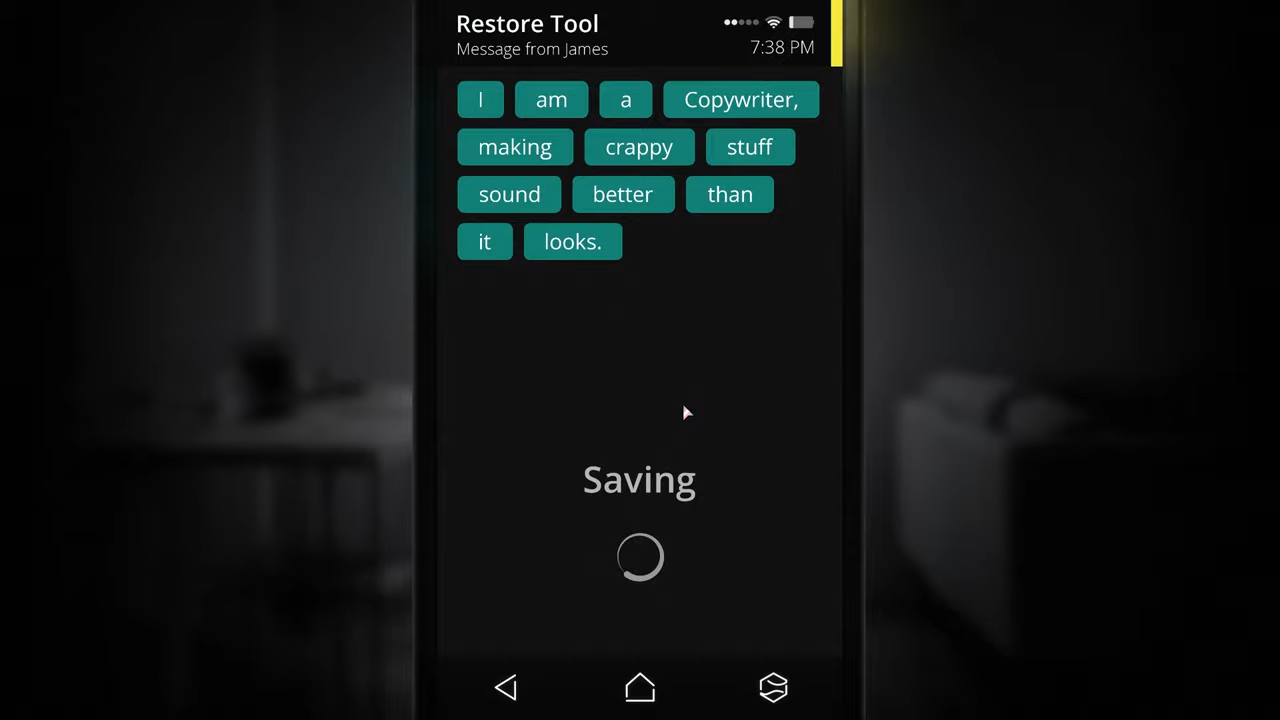 Restore Tool
Message from James
7:38 PM
I am a Copywriter,
making crappy stuff
sound better than
it looks.
Saving